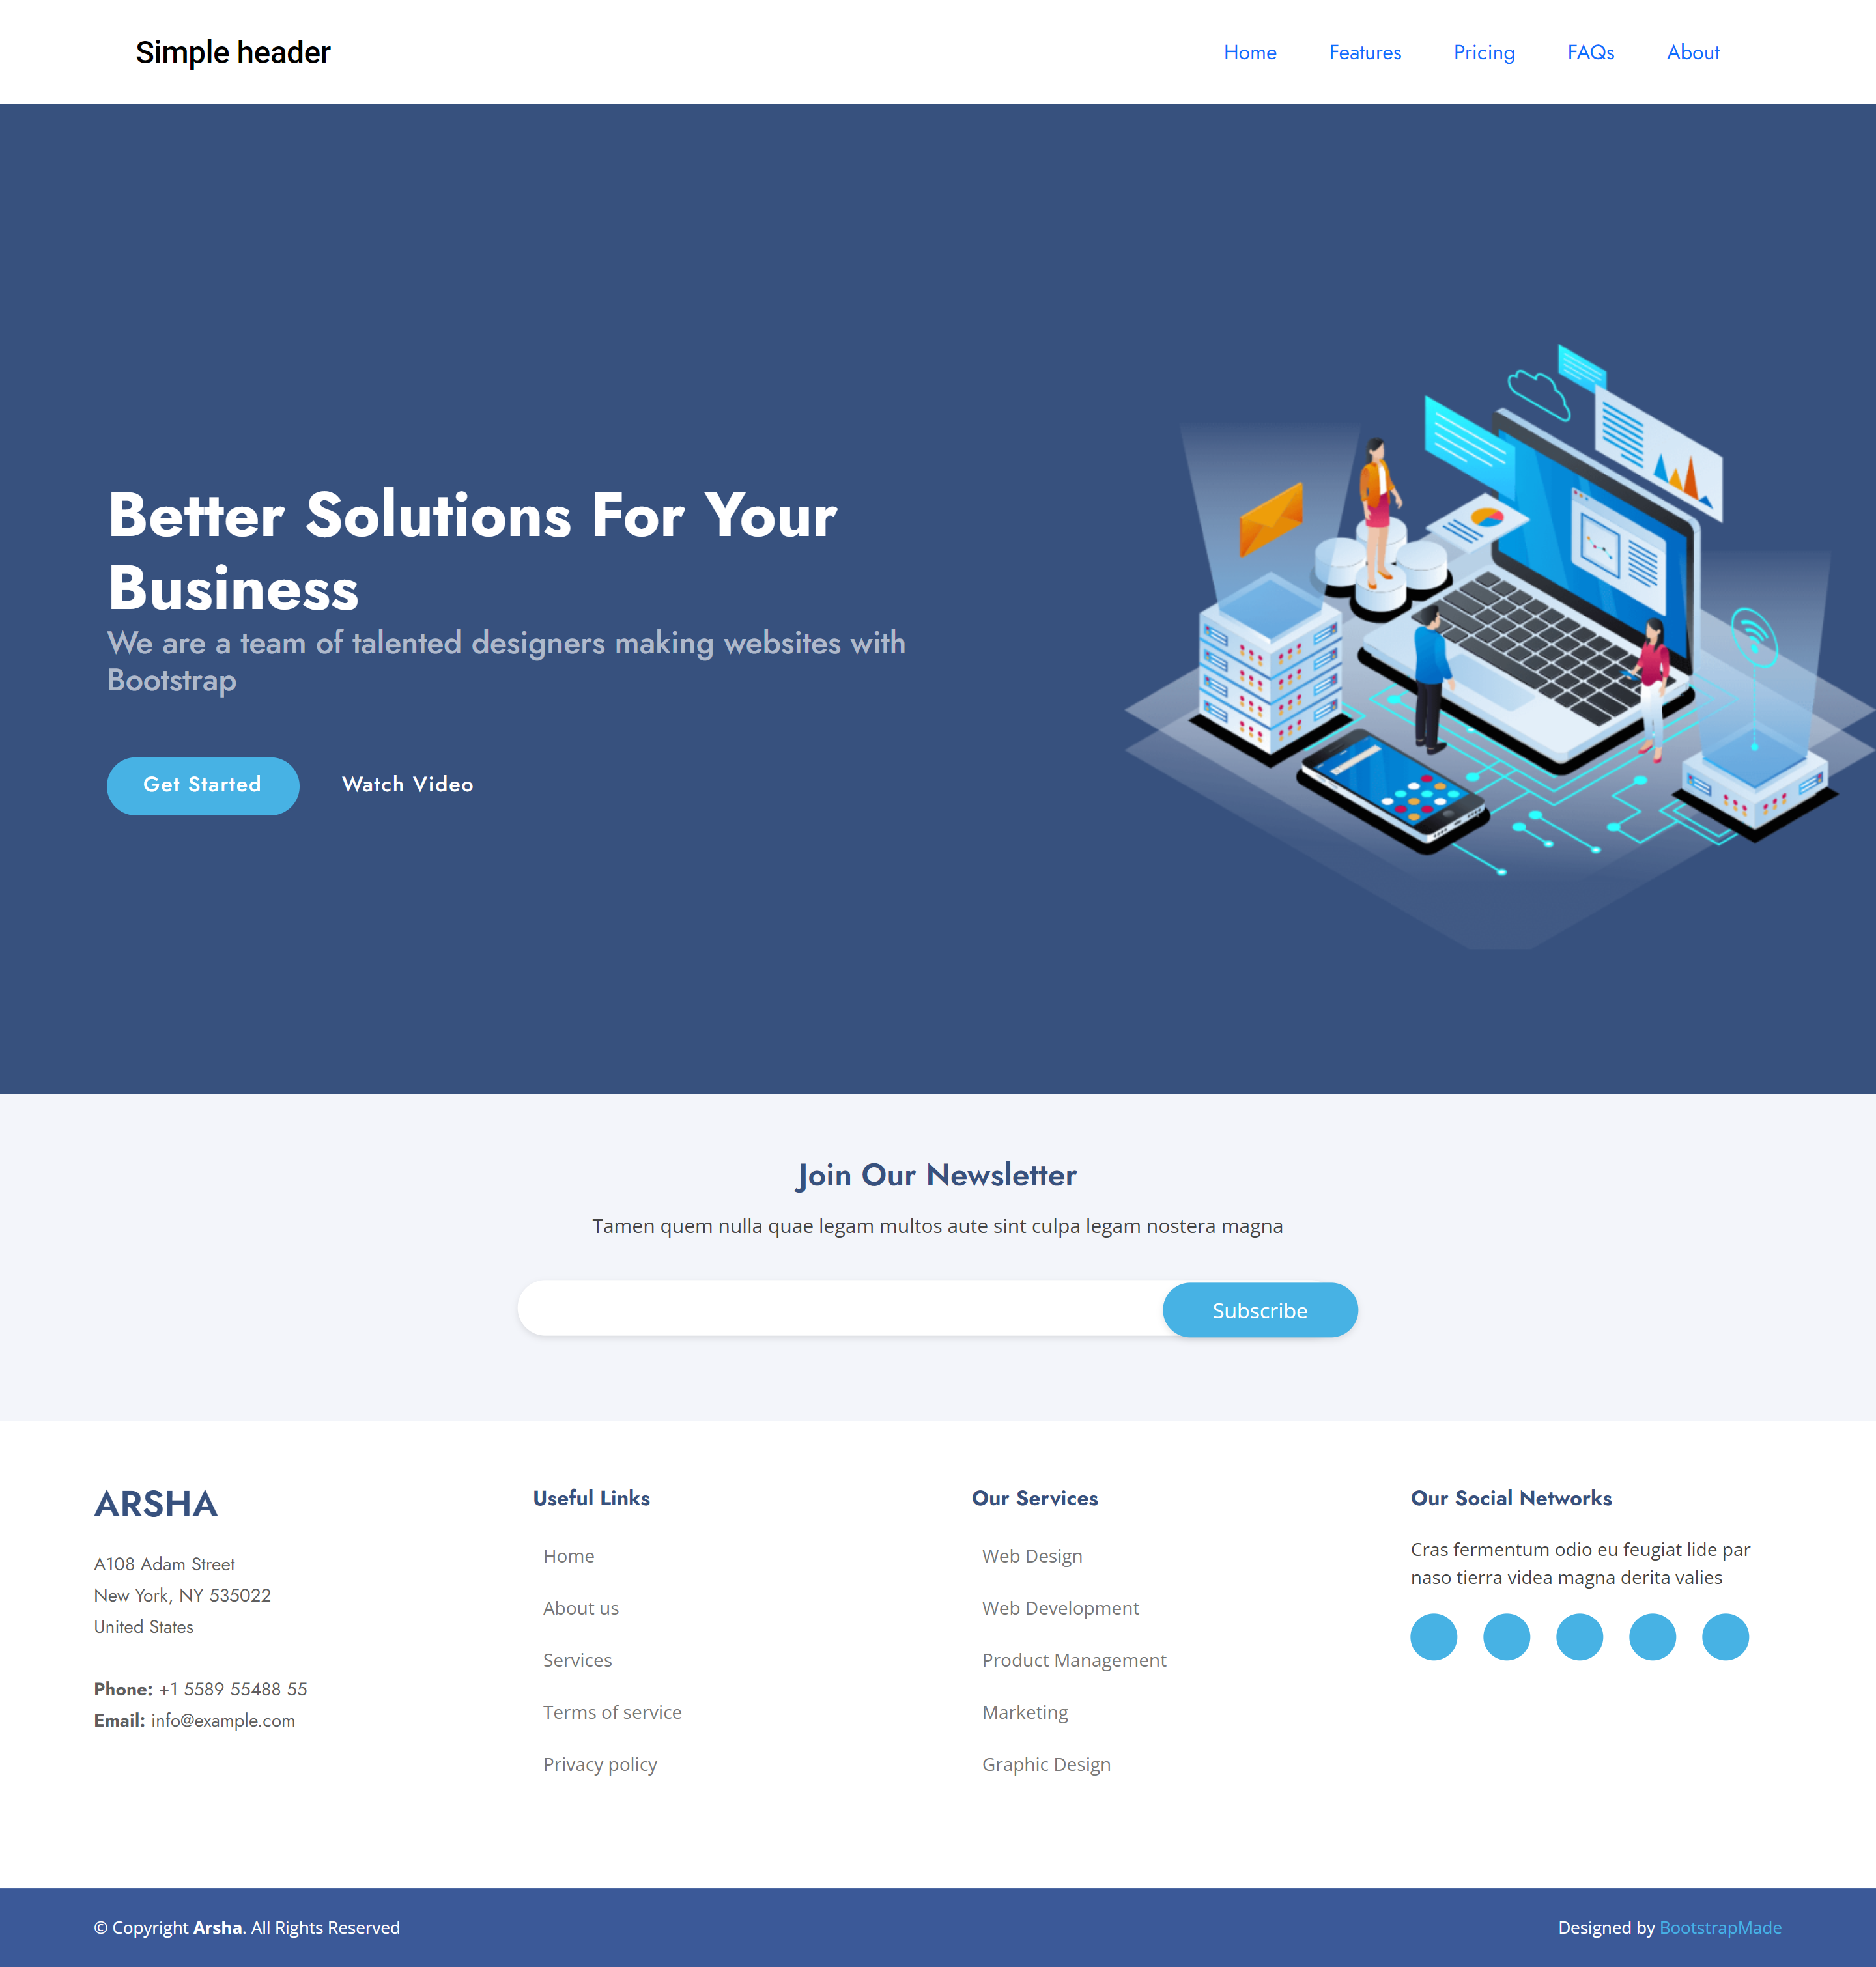 Simple header
Home
Features
Pricing
FAQs
About
Better Solutions For Your
Business
We are a team of talented designers making websites with
Bootstrap
Get Started
Watch Video
Join Our Newsletter
Tamen quem nulla quae legam multos aute sint culpa legam nostera magna
Subscribe
ARSHA
A108 Adam Street
New York, NY 535022
United States
Phone: +1 5589 55488 55
Email: info@example.com
Useful Links
Home
About us
Services
Terms of service
Privacy policy
Our Services
Web Design
Web Development
Product Management
Marketing
Graphic Design
Our Social Networks
Cras fermentum odio eu feugiat lide par
naso tierra videa magna derita valies
© Copyright Arsha. All Rights Reserved
Designed by BootstrapMade